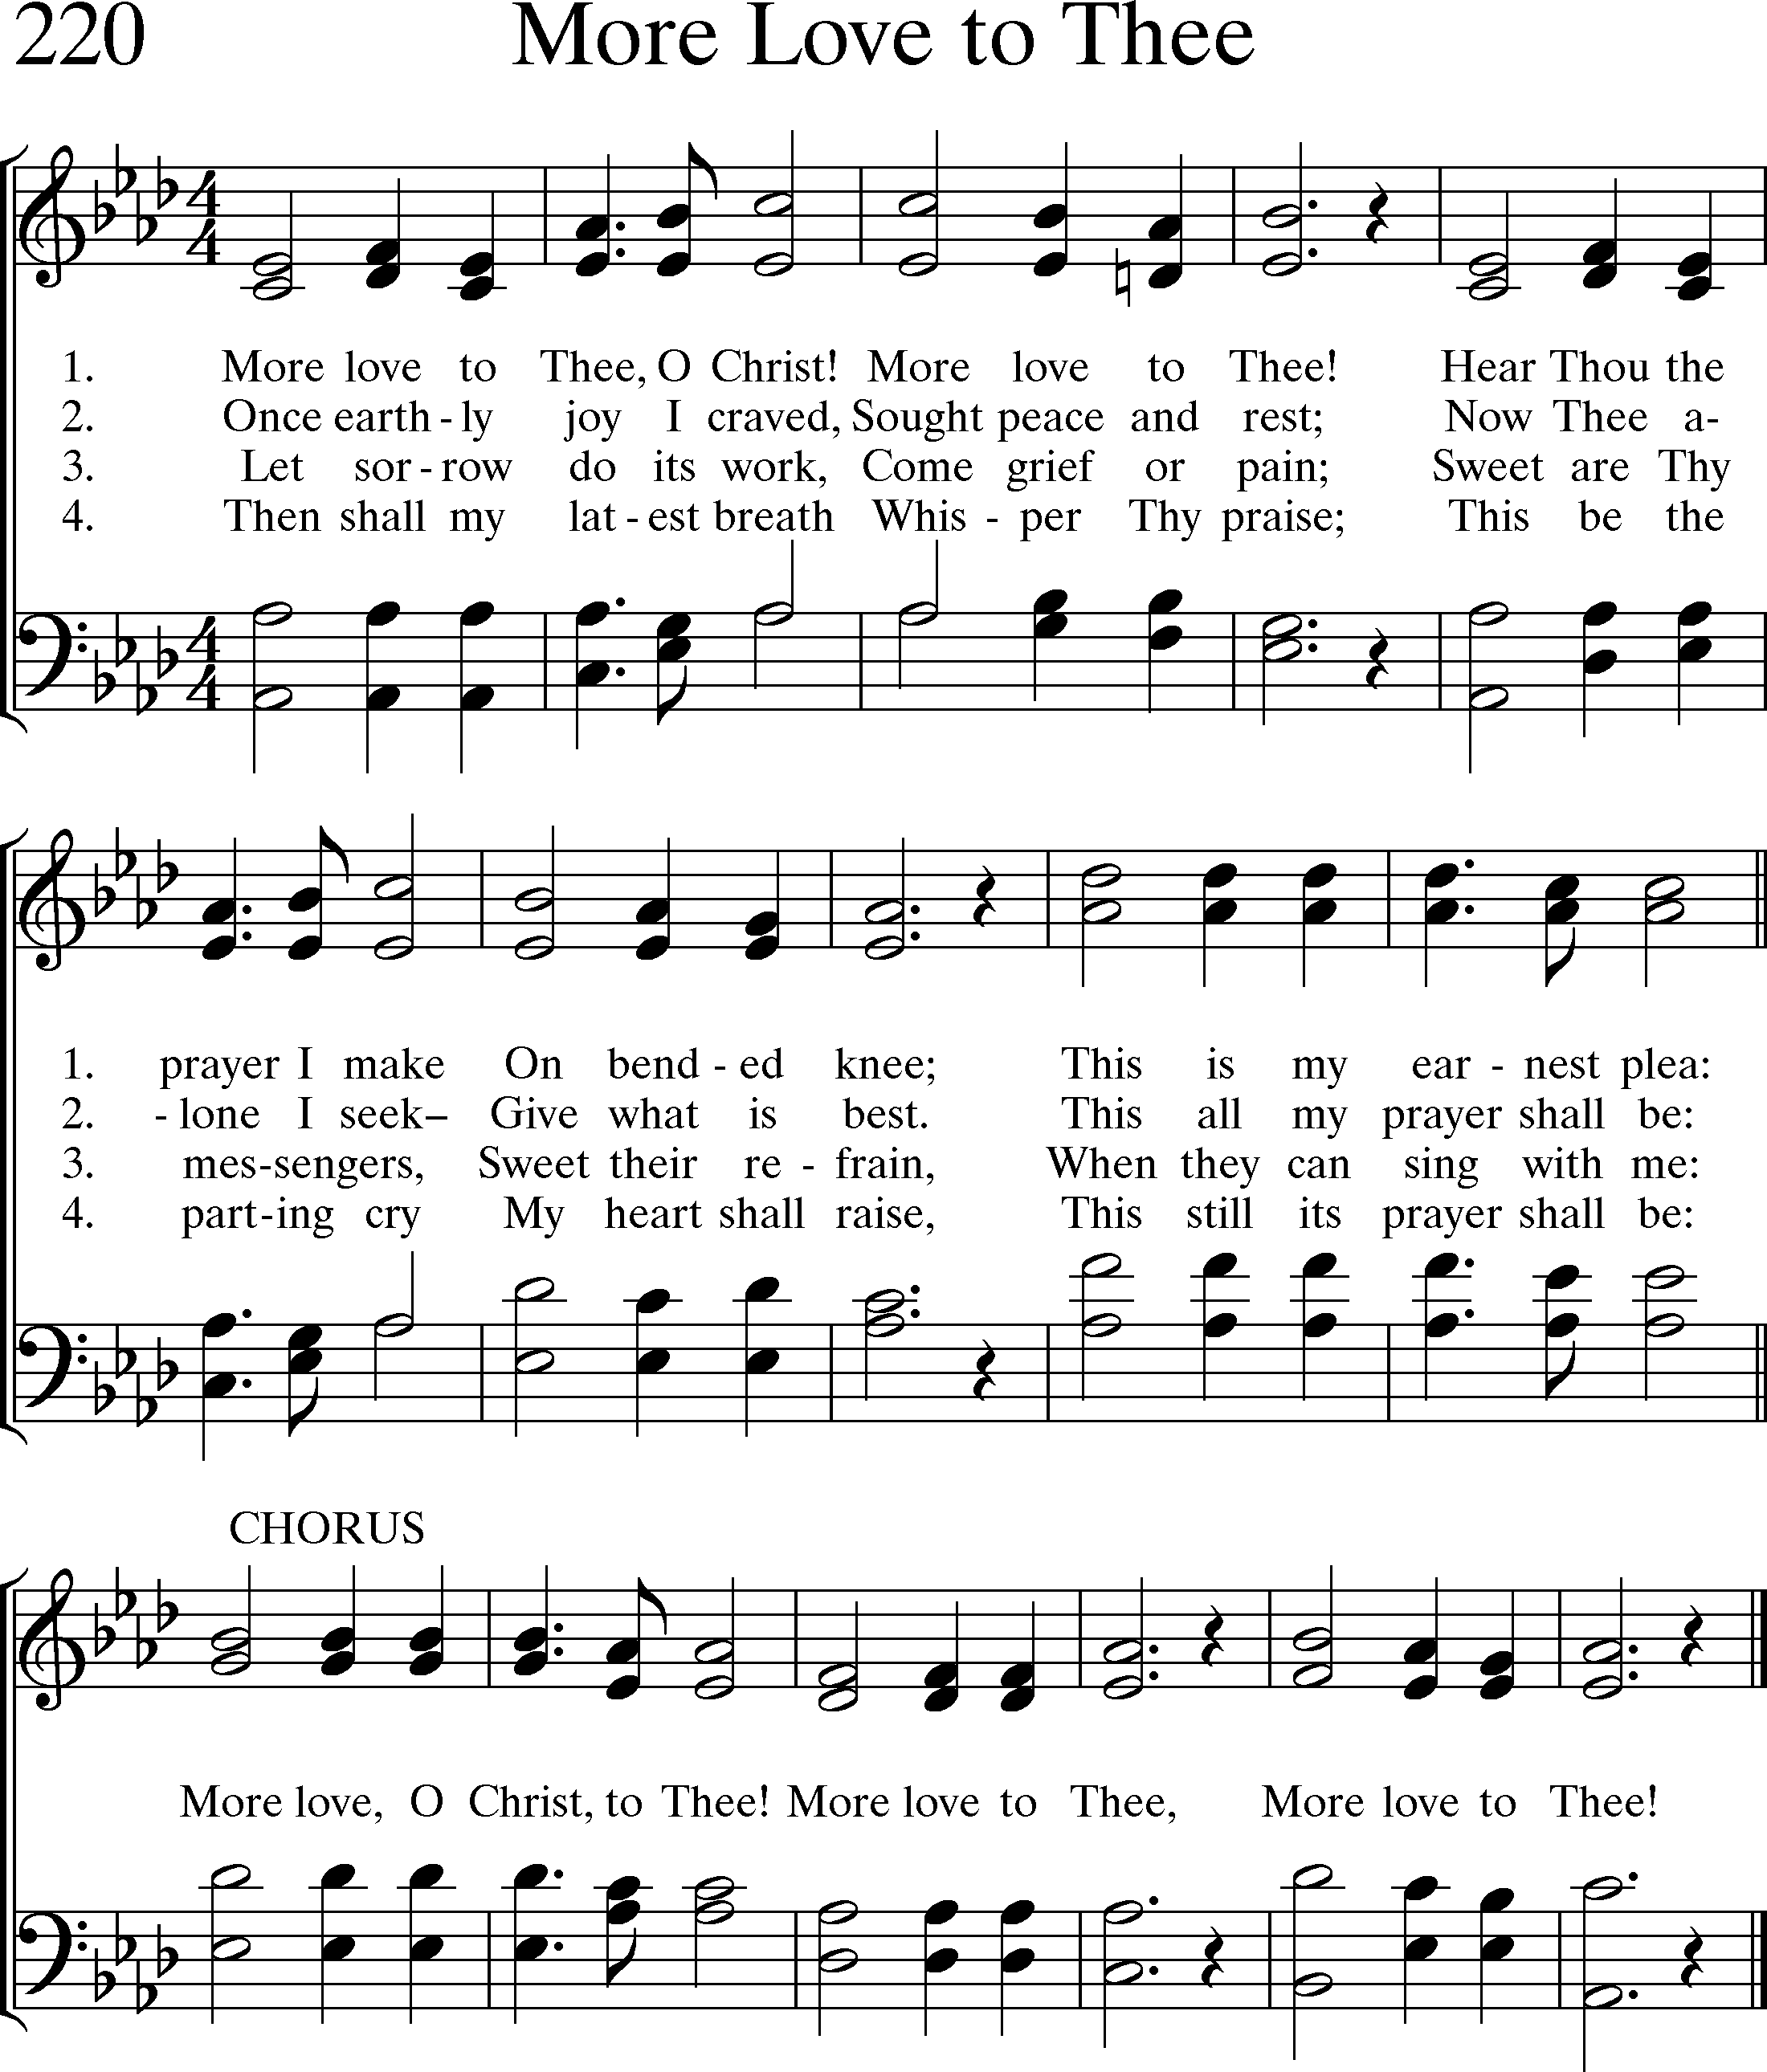 220 More Love to Thee
1. More love to Thee, O Christ! More love to Thee! Hear Thou the
2. Once earth - ly joy I craved, Sought peace and rest; Now Thee a-
3. Let sor - row do its work, Come grief or pain; Sweet are Thy
4. Then shall my lat - est breath Whis - per Thy praise; This be the
1. prayer I make On bend - ed knee; This is my ear - nest plea:
2. - lone I seek– Give what is best. This all my prayer shall be:
3. mes - sengers, Sweet their re - frain, When they can sing with me:
4. part - ing cry My heart shall raise, This still its prayer shall be:
CHORUS
More love, O Christ, to Thee! More love to Thee, More love to Thee!